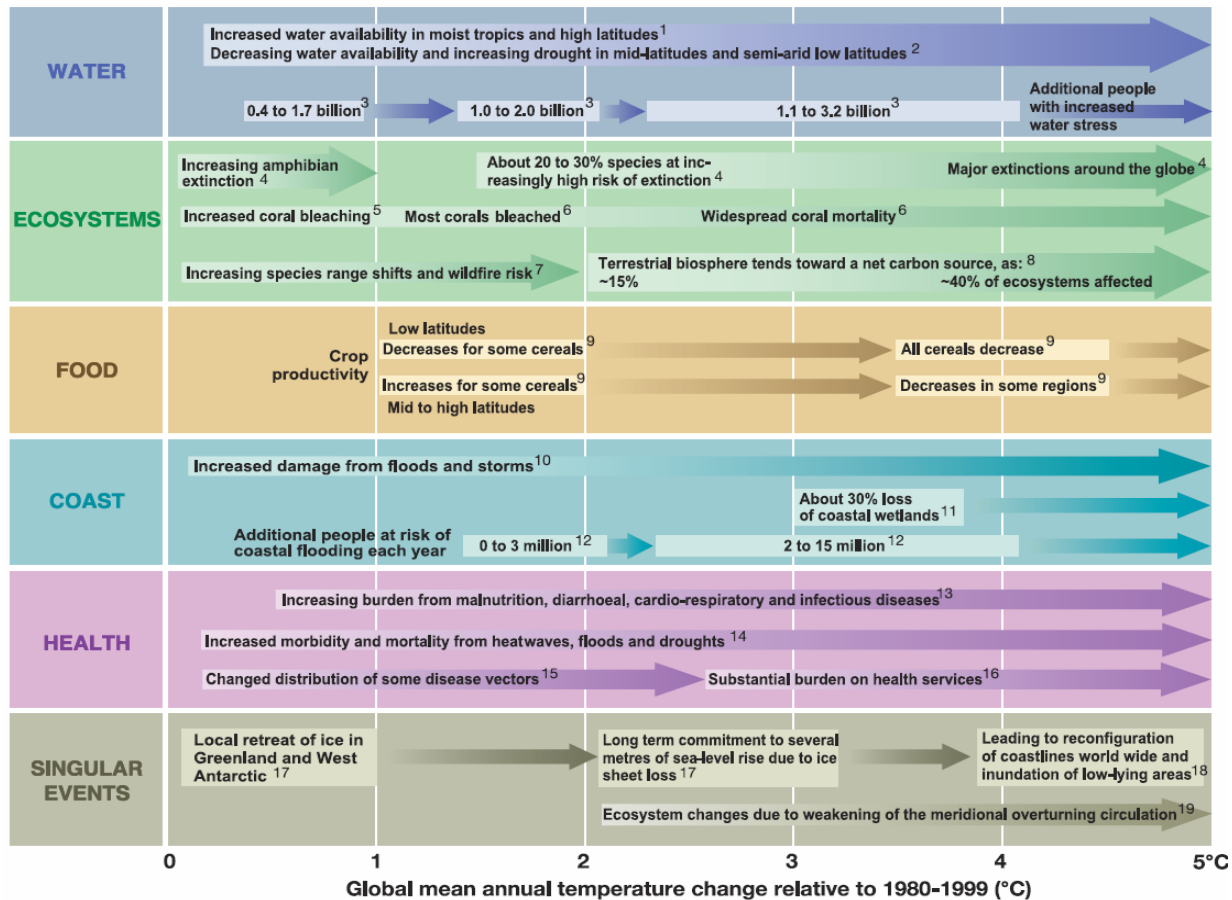 WATER
Increased water availability in moist tropics and high latitudes 1
Decreasing water availability and increasing drought in mid-latitudes and semi-arid low latitudes 2
0.4 to 1.7 billion 3
1.0 to 2.0 billion 3
1.1 to 3.2 billion 3
Additional people
with increased
water stress
ECOSYSTEMS
Increasing amphibian
extinction 4
About 20 to 30% species at inc-
reasingly high risk of extinction 4
Major extinctions around the globe 4
Increased coral bleaching 5
Most corals bleached 6
Widespread coral mortality 6
Increasing species range shifts and wildfire risk 7
Terrestrial biosphere tends toward a net carbon source, as: 8
~15%
~40% of ecosystems affected
FOOD
Crop
productivity
Low latitudes
Decreases for some cereals 9
All cereals decrease 9
Increases for some cereals 9
Decreases in some regions 9
Mid to high latitudes
COAST
Increased damage from floods and storms 10
About 30% loss
of coastal wetlands 11
Additional people at risk of
coastal flooding each year
0 to 3 million 12
2 to 15 million 12
HEALTH
Increasing burden from malnutrition, diarrhoeal, cardio-respiratory and infectious diseases 13
Increased morbidity and mortality from heatwaves, floods and droughts 14
Changed distribution of some disease vectors 15
Substantial burden on health services 16
SINGULAR
EVENTS
Local retreat of ice in
Greenland and West
Antarctic 17
Long term commitment to several
metres of sea-level rise due to ice
sheet loss 17
Leading to reconfiguration
of coastlines world wide and
inundation of low-lying areas 18
Ecosystem changes due to weakening of the meridional overturning circulation 19
0 1 2 3 4 5°C
Global mean annual temperature change relative to 1980-1999 (°C)